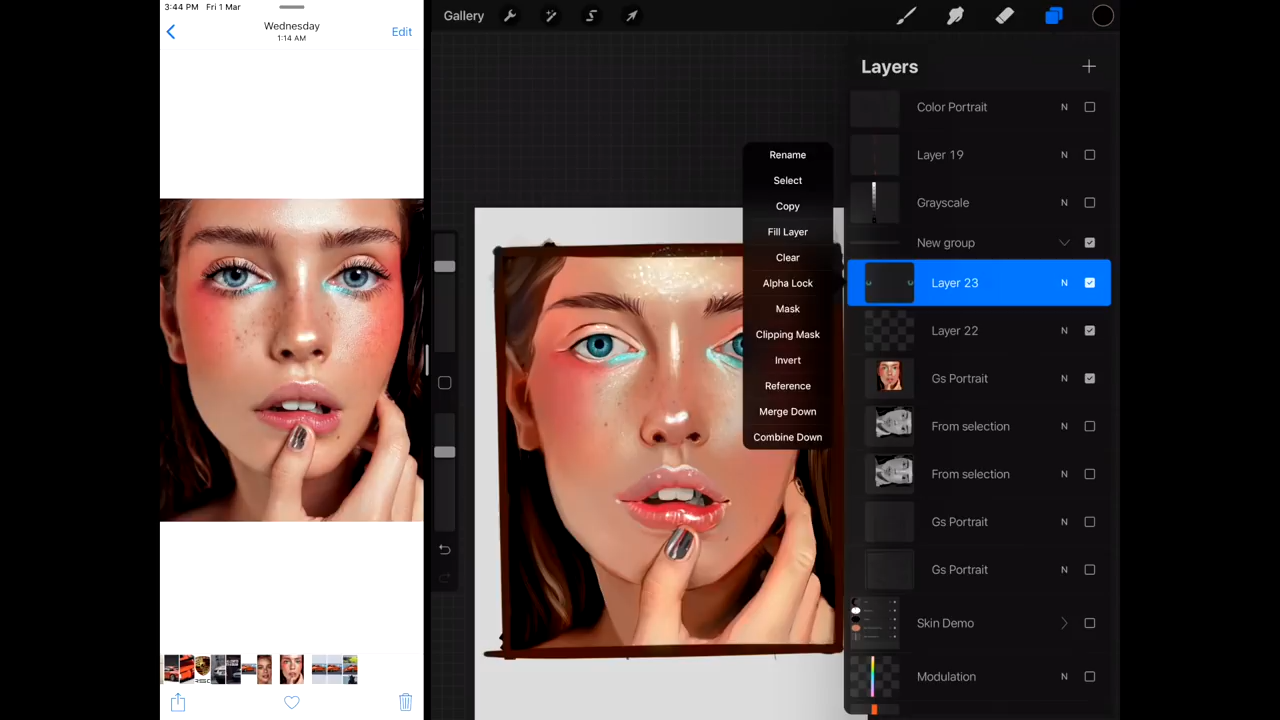 3:44 PM Fri 1 Mar
Wednesday
1:14 AM
Edit
Gallery
Layers
Color Portrait N
Layer 19 N
Grayscale N
New group
Layer 23 N
Layer 22 N
Gs Portrait N
From selection N
From selection N
Gs Portrait N
Gs Portrait N
Skin Demo
Modulation N
Rename
Select
Copy
Fill Layer
Clear
Alpha Lock
Mask
Clipping Mask
Invert
Reference
Merge Down
Combine Down